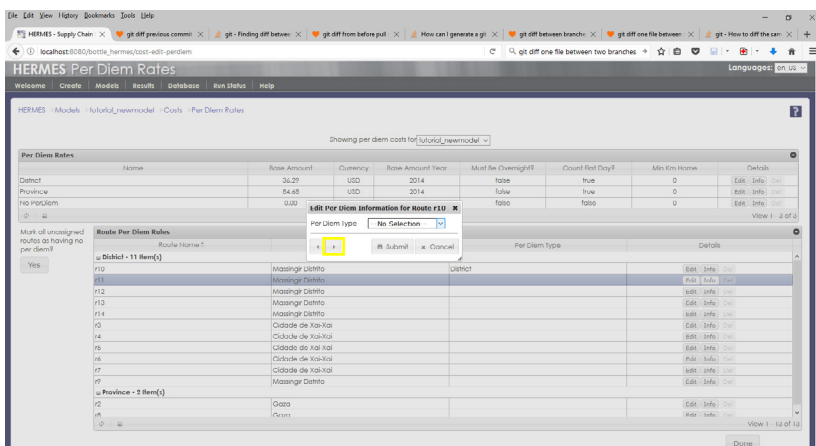 File Edit View History Bookmarks Tools Help
HERMES - Supply Chain
git diff previous commit
git - Finding diff between
git diff from before pull
How can I generate a git
git diff between branche
git diff one file between
git - How to diff the sam
localhost:8080/bottle_hermes/cost-edit-perdiem
git diff one file between two branches
HERMES Per Diem Rates
Languages: en_US
Welcome Create Models Results Database Run Status Help
HERMES Models tutorial_newmodel Costs Per Diem Rates
Showing per diem costs for tutorial_newmodel
Per Diem Rates
Name Base Amount Currency Base Amount Year Must Be Overnight? Count First Day? Min Km Home Details
District 36.29 USD 2014 false true 0 Edit Info Del
Province 54.65 USD 2014 false true 0 Edit Info Del
No PerDiem 0.00 false false 0 Edit Info Del
View 1 - 3 of 3
Edit Per Diem Information for Route r10
Per Diem Type --No Selection--
Submit Cancel
Mark all unassigned routes as having no per diem?
Yes
Route Per Diem Rules
Route Name Per Diem Type Details
District - 11 Item(s)
r10 Massingir Distrito District Edit Info Del
r11 Edit Info Del
r12 Massingir Distrito Edit Info Del
r13 Massingir Distrito Edit Info Del
r14 Massingir Distrito Edit Info Del
r3 Cidade de Xai-Xai Edit Info Del
r4 Cidade de Xai-Xai Edit Info Del
r5 Cidade de Xai-Xai Edit Info Del
r6 Cidade de Xai-Xai Edit Info Del
r7 Cidade de Xai-Xai Edit Info Del
r9 Massingir Distrito Edit Info Del
Province - 2 Item(s)
r2 Gaza Edit Info Del
r8 Gaza Edit Info Del
View 1 - 13 of 13
Done